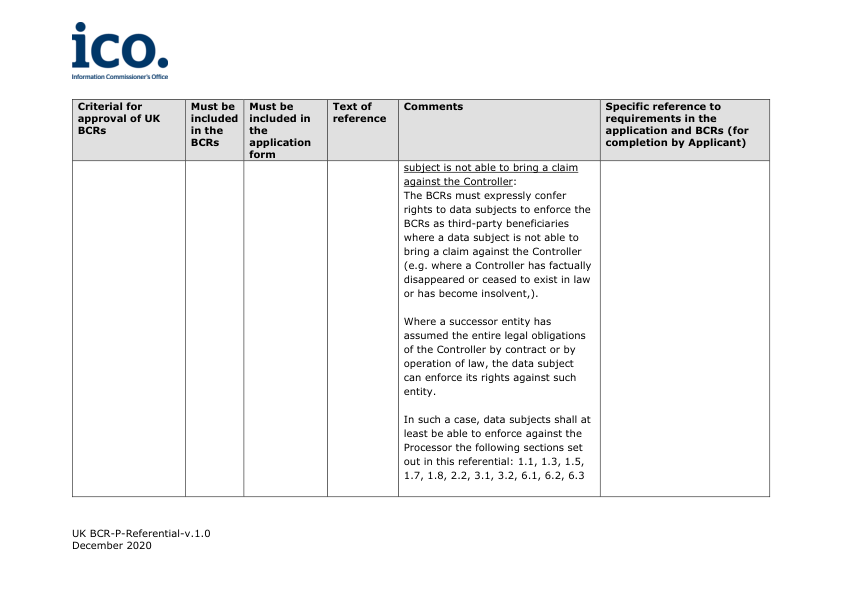 ico.
Information Commissioner's Office
Criterial for
approval of UK
BCRs
Must be
included
in the
BCRs
Must be
included in
the
application
form
Text of
reference
Comments
Specific reference to
requirements in the
application and BCRs (for
completion by Applicant)
subject is not able to bring a claim
against the Controller:
The BCRs must expressly confer
rights to data subjects to enforce the
BCRs as third-party beneficiaries
where a data subject is not able to
bring a claim against the Controller
(e.g. where a Controller has factually
disappeared or ceased to exist in law
or has become insolvent,).
Where a successor entity has
assumed the entire legal obligations
of the Controller by contract or by
operation of law, the data subject
can enforce its rights against such
entity.
In such a case, data subjects shall at
least be able to enforce against the
Processor the following sections set
out in this referential: 1.1, 1.3, 1.5,
1.7, 1.8, 2.2, 3.1, 3.2, 6.1, 6.2, 6.3
UK BCR-P-Referential-v.1.0
December 2020